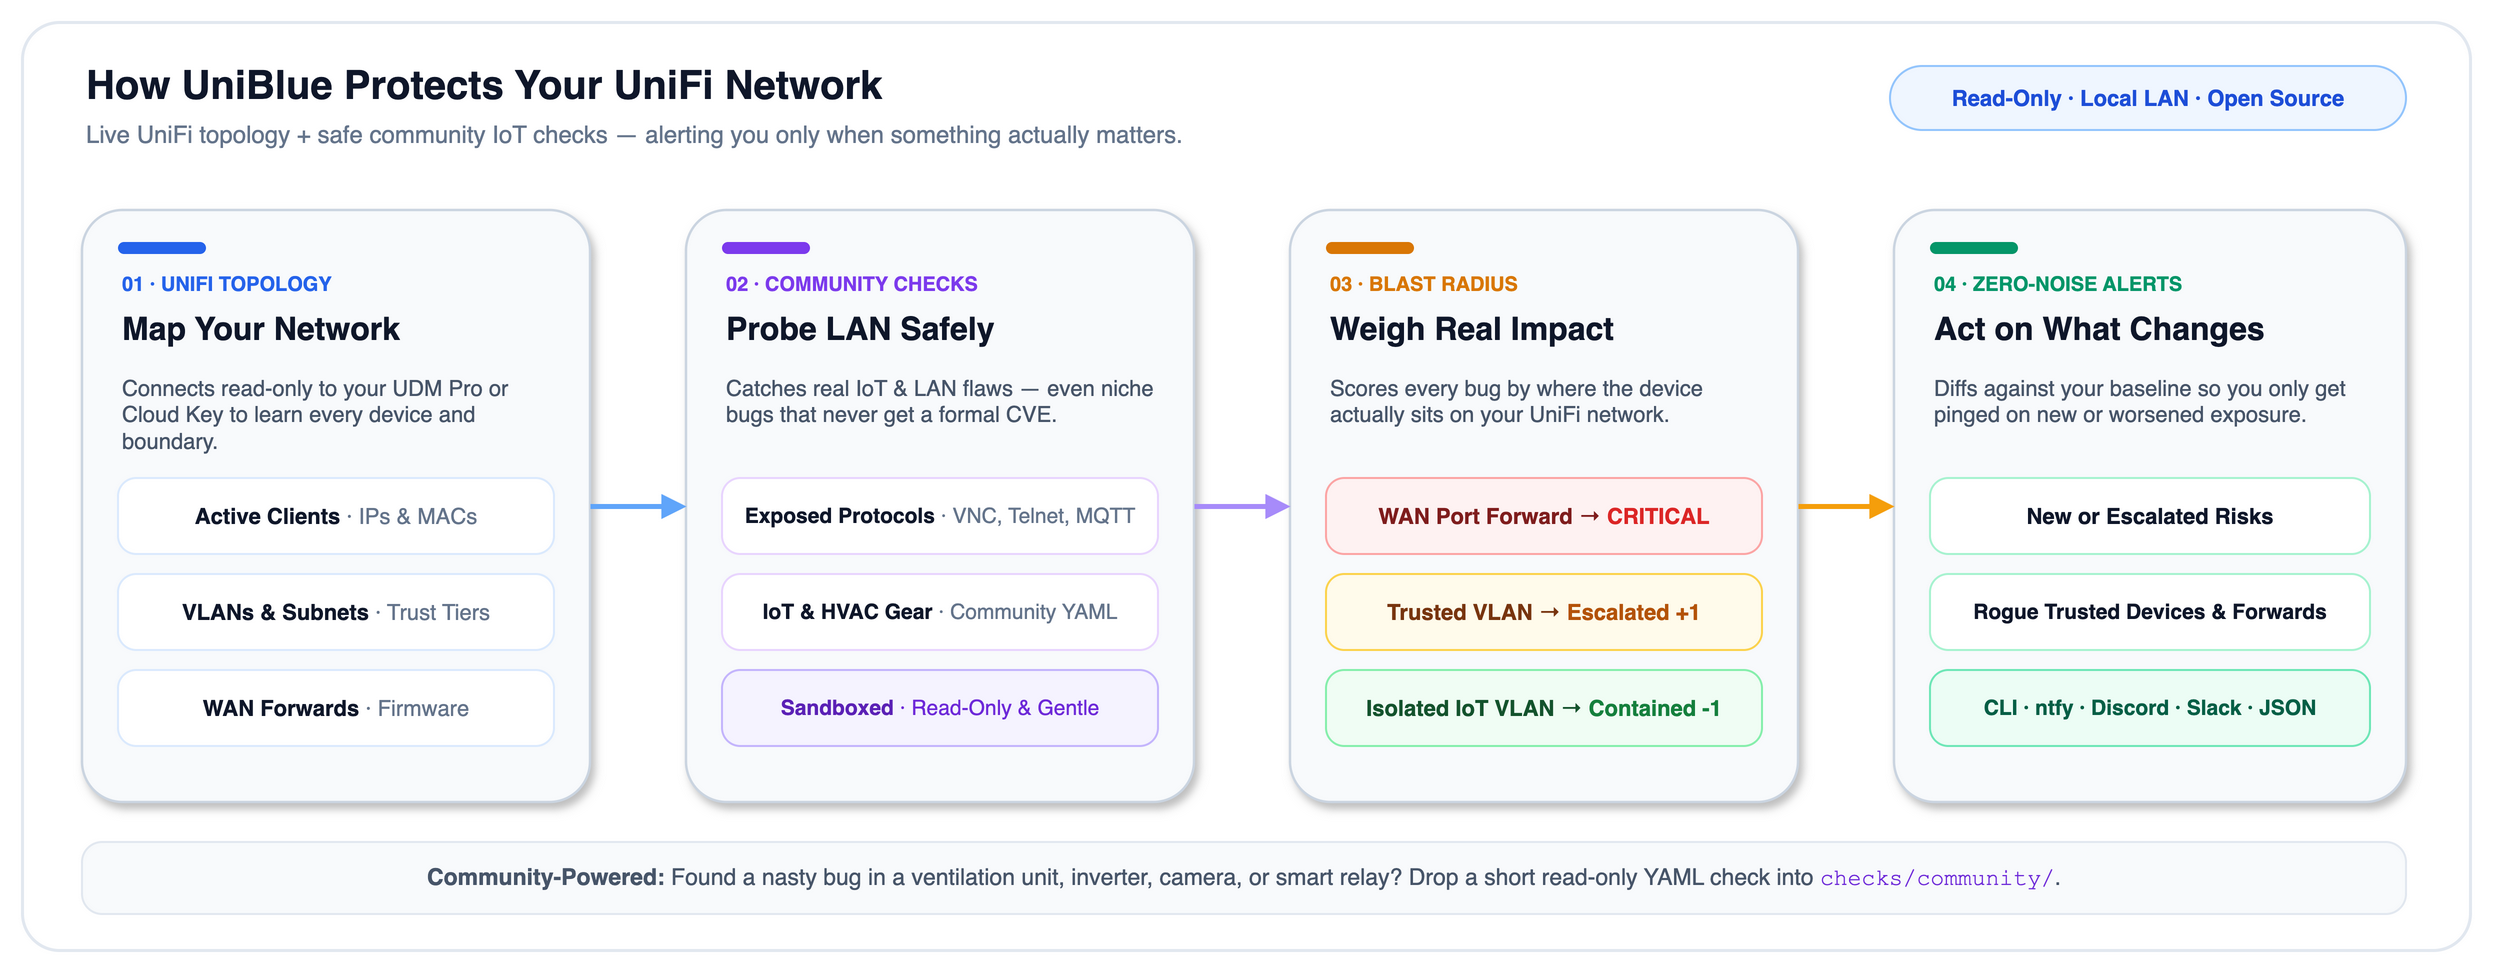 How UniBlue Protects Your UniFi Network
Live UniFi topology + safe community IoT checks — alerting you only when something actually matters.
Read-Only · Local LAN · Open Source
01 · UNIFI TOPOLOGY
Map Your Network
Connects read-only to your UDM Pro or
Cloud Key to learn every device and
boundary.
Active Clients · IPs & MACs
VLANs & Subnets · Trust Tiers
WAN Forwards · Firmware
02 · COMMUNITY CHECKS
Probe LAN Safely
Catches real IoT & LAN flaws — even niche
bugs that never get a formal CVE.
Exposed Protocols · VNC, Telnet, MQTT
IoT & HVAC Gear · Community YAML
Sandboxed · Read-Only & Gentle
03 · BLAST RADIUS
Weigh Real Impact
Scores every bug by where the device
actually sits on your UniFi network.
WAN Port Forward → CRITICAL
Trusted VLAN → Escalated +1
Isolated IoT VLAN → Contained -1
04 · ZERO-NOISE ALERTS
Act on What Changes
Diffs against your baseline so you only get
pinged on new or worsened exposure.
New or Escalated Risks
Rogue Trusted Devices & Forwards
CLI · ntfy · Discord · Slack · JSON
Community-Powered: Found a nasty bug in a ventilation unit, inverter, camera, or smart relay? Drop a short read-only YAML check into checks/community/.